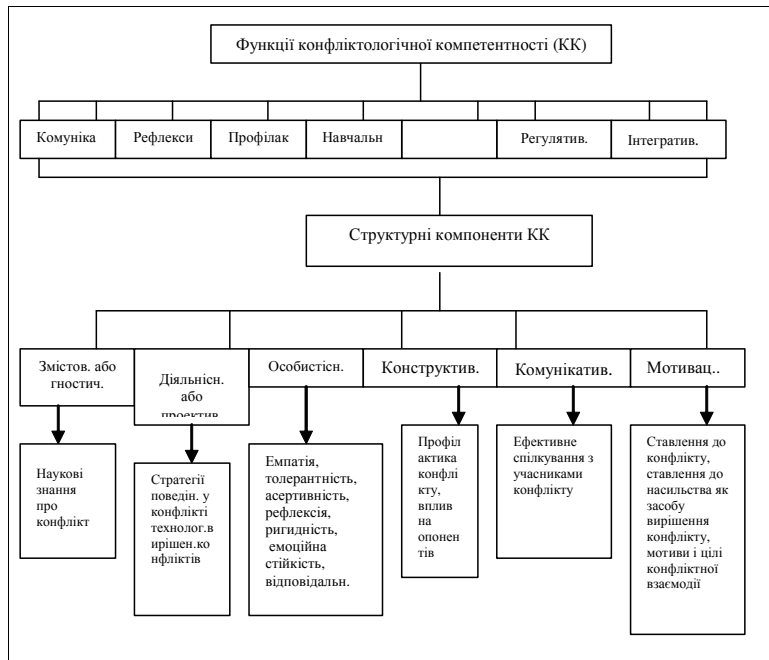 Функції конфліктологічної компетентності (КК)
Комуніка
Рефлекси
Профілак
Навчальн
Регулятив.
Інтегратив.
Структурні компоненти КК
Змістов. або
гностич.
Діяльнісн.
або
проектив
Особистісн.
Конструктив.
Комунікатив.
Мотивац..
Наукові
знання
про
конфлікт
Стратегії
поведін. у
конфлікті
технолог.в
ирішен.ко
нфліктів
Емпатія,
толерантність,
асертивність,
рефлексія,
ригидність,
емоційна
стійкість,
відповідальн.
Профіл
актика
конфлі
кту,
вплив
на
опонен
тів
Ефективне
спілкування з
учасниками
конфлікту
Ставлення до
конфлікту,
ставлення до
насильства як
засобу
вирішення
конфлікту,
мотиви і цілі
конфліктної
взаємодії